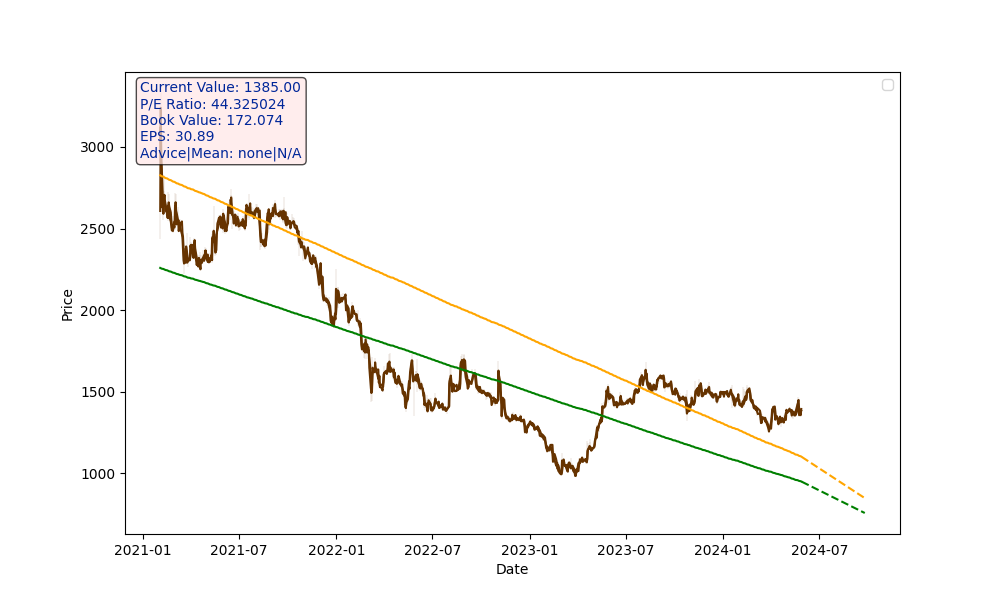 Current Value: 1385.00
P/E Ratio: 44.325024
Book Value: 172.074
EPS: 30.89
Advice|Mean: none|N/A
3000
2500
2000
1500
1000
Price
2021-01 2021-07 2022-01 2022-07 2023-01 2023-07 2024-01 2024-07
Date